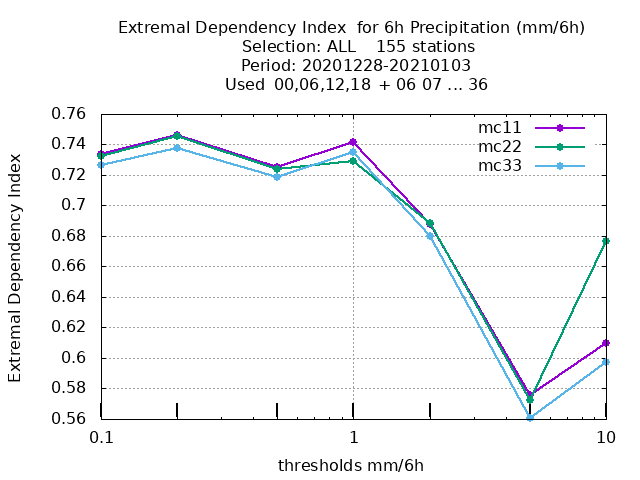 Extremal Dependency Index for 6h Precipitation (mm/6h)
Selection: ALL 155 stations
Period: 20201228-20210103
Used 00,06,12,18 + 06 07 ... 36
mc11
mc22
mc33
Extremal Dependency Index
0.76
0.74
0.72
0.7
0.68
0.66
0.64
0.62
0.6
0.58
0.56
0.1
1
10
thresholds mm/6h